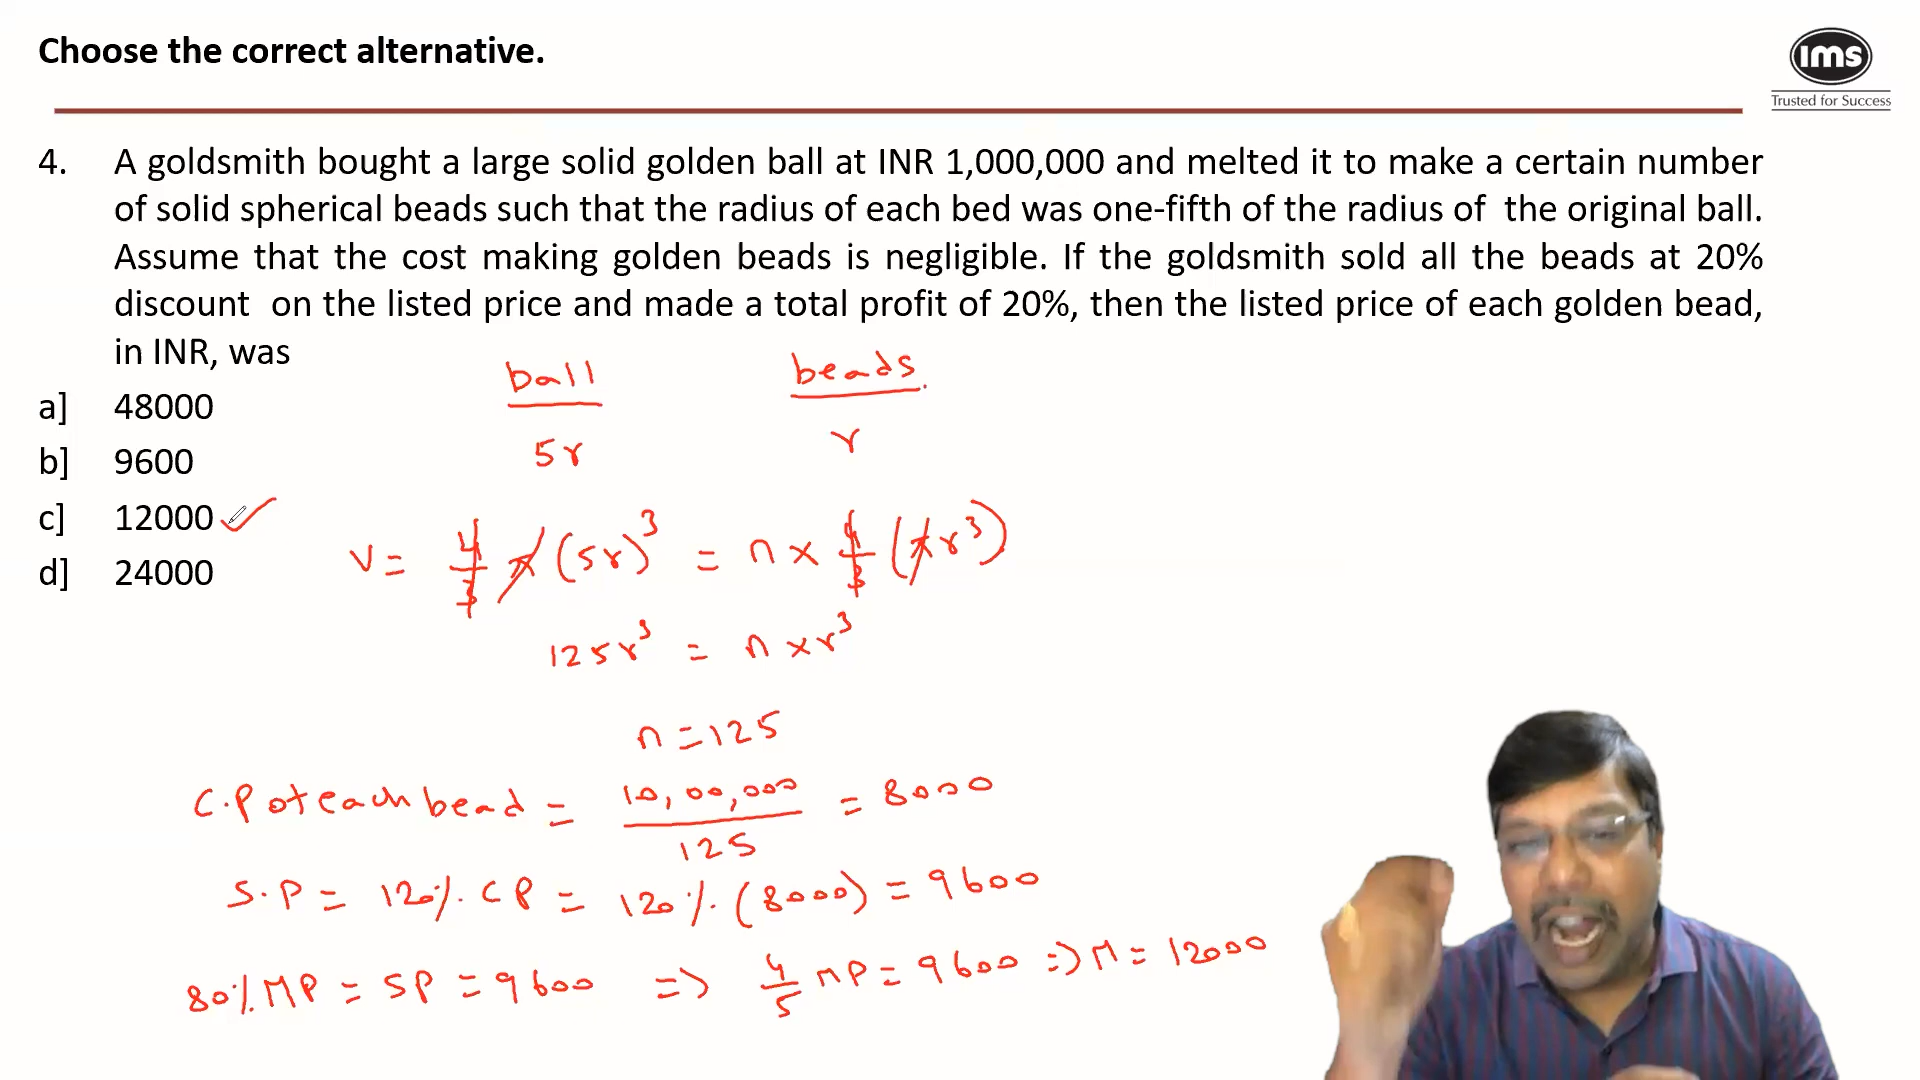 Choose the correct alternative.
ims
Trusted for Success
4. A goldsmith bought a large solid golden ball at INR 1,000,000 and melted it to make a certain number
of solid spherical beads such that the radius of each bed was one-fifth of the radius of the original ball.
Assume that the cost making golden beads is negligible. If the goldsmith sold all the beads at 20%
discount on the listed price and made a total profit of 20%, then the listed price of each golden bead,
in INR, was
a] 48000
b] 9600
c] 12000
d] 24000
ball beads
5r r
V = 4/3 π (5r)³ = n × 4/3 (πr³)
125r³ = n × r³
n = 125
C.P of each bead = 10,00,000/125 = 8000
S.P = 120% CP = 120% (8000) = 9600
80% MP = SP = 9600 => 4/5 MP = 9600 => M = 12000